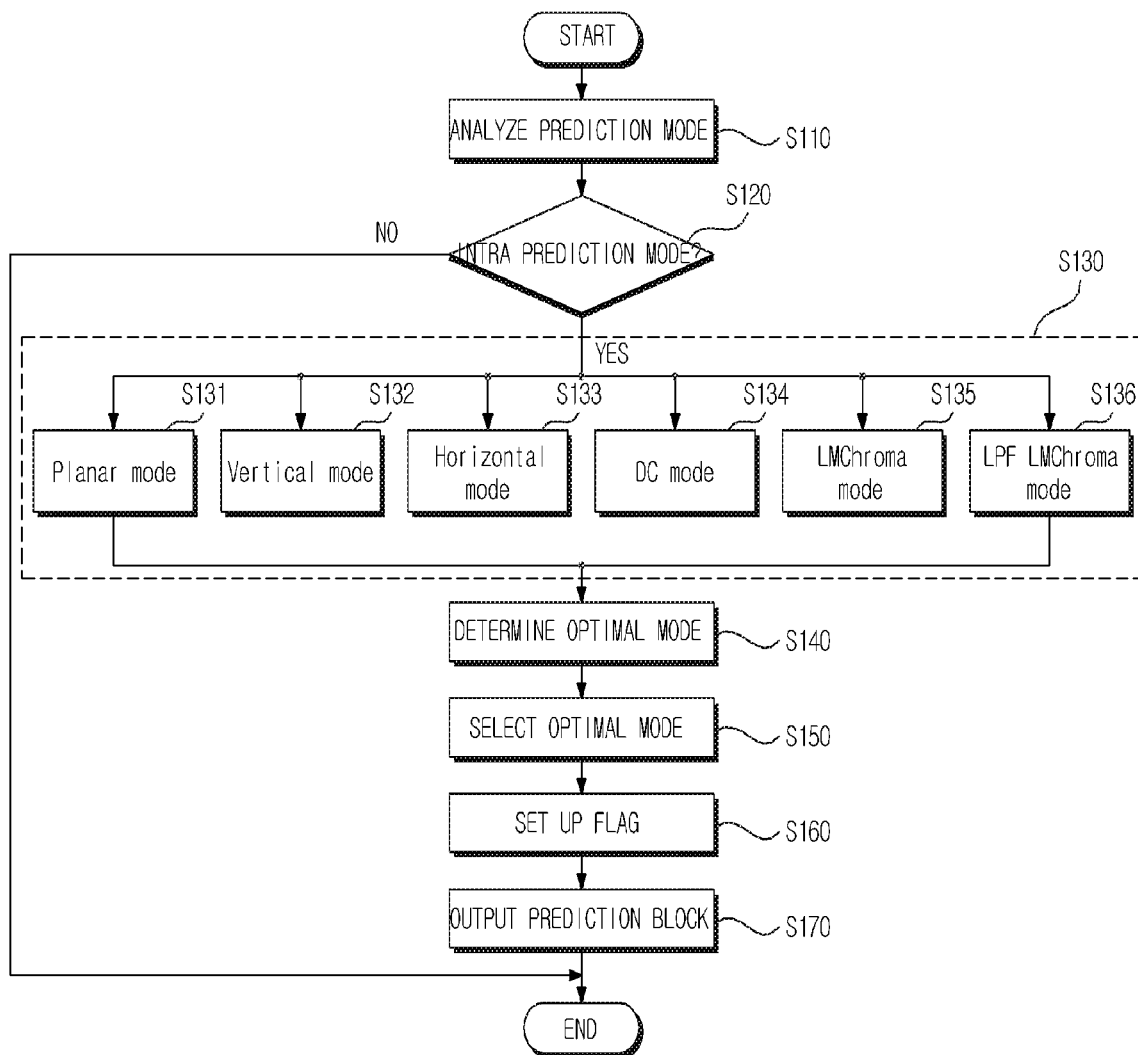 START
ANALYZE PREDICTION MODE
S110
S120
NO
INTRA PREDICTION MODE?
S130
YES
S131
S132
S133
S134
S135
S136
Planar mode
Vertical mode
Horizontal
mode
DC mode
LMChroma
mode
LPF LMChroma
mode
DETERMINE OPTIMAL MODE
S140
SELECT OPTIMAL MODE
S150
SET UP FLAG
S160
OUTPUT PREDICTION BLOCK
S170
END